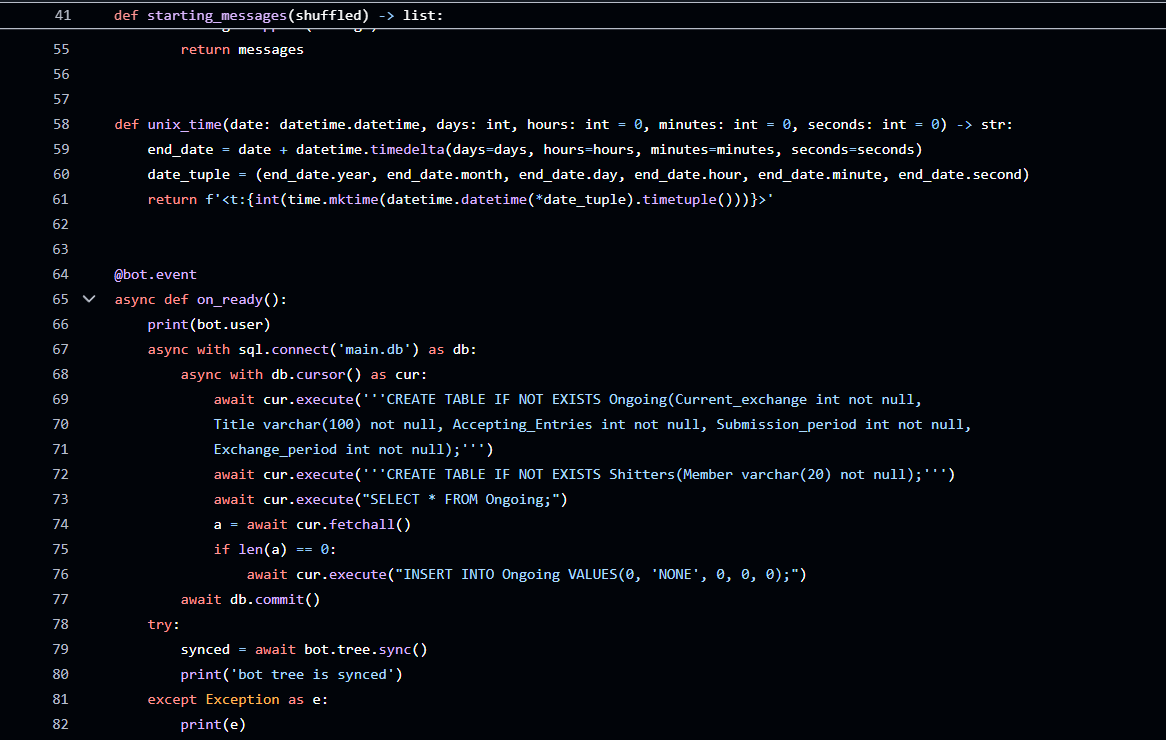 41 def starting_messages(shuffled) -> list:
55         return messages
56
57
58 def unix_time(date: datetime.datetime, days: int, hours: int = 0, minutes: int = 0, seconds: int = 0) -> str:
59     end_date = date + datetime.timedelta(days=days, hours=hours, minutes=minutes, seconds=seconds)
60     date_tuple = (end_date.year, end_date.month, end_date.day, end_date.hour, end_date.minute, end_date.second)
61     return f'<t:{int(time.mktime(datetime.datetime(*date_tuple).timetuple()))}>'
62
63
64 @bot.event
65 async def on_ready():
66     print(bot.user)
67     async with sql.connect('main.db') as db:
68         async with db.cursor() as cur:
69             await cur.execute('''CREATE TABLE IF NOT EXISTS Ongoing(Current_exchange int not null,
70             Title varchar(100) not null, Accepting_Entries int not null, Submission_period int not null,
71             Exchange_period int not null);''')
72             await cur.execute('''CREATE TABLE IF NOT EXISTS Shitters(Member varchar(20) not null);''')
73             await cur.execute("SELECT * FROM Ongoing;")
74             a = await cur.fetchall()
75             if len(a) == 0:
76                 await cur.execute("INSERT INTO Ongoing VALUES(0, 'NONE', 0, 0, 0);")
77         await db.commit()
78     try:
79         synced = await bot.tree.sync()
80         print('bot tree is synced')
81     except Exception as e:
82         print(e)